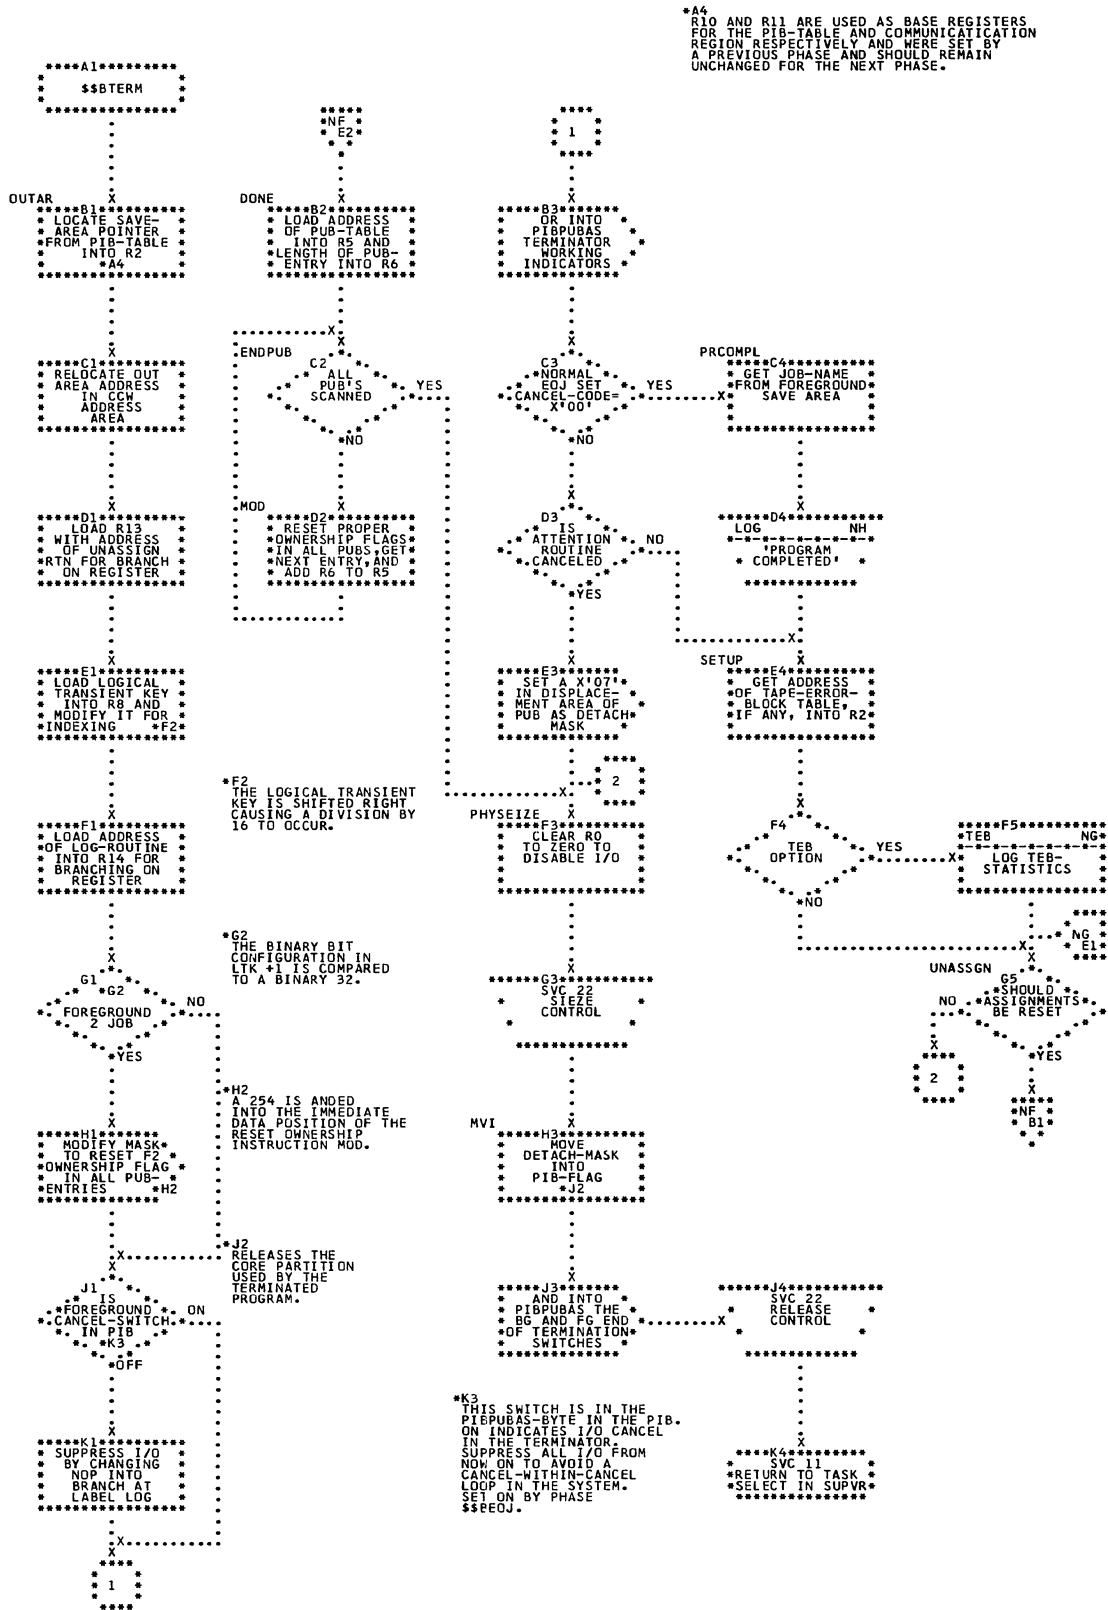 *A4
R10 AND R11 ARE USED AS BASE REGISTERS
FOR THE PIB-TABLE AND COMMUNICATICATION
REGION RESPECTIVELY AND WERE SET BY
A PREVIOUS PHASE AND SHOULD REMAIN
UNCHANGED FOR THE NEXT PHASE.
A1
$$BTERM
OUTAR
B1
LOCATE SAVE-
AREA POINTER
FROM PIB-TABLE
INTO R2
*A4
C1
RELOCATE OUT
AREA ADDRESS
IN CCW
ADDRESS
AREA
D1
LOAD R13
WITH ADDRESS
OF UNASSIGN
RTN FOR BRANCH
ON REGISTER
E1
LOAD LOGICAL
TRANSIENT KEY
INTO R8 AND
MODIFY IT FOR
INDEXING *F2
F1
LOAD ADDRESS
OF LOG-ROUTINE
INTO R14 FOR
BRANCHING ON
REGISTER
G1
*G2
FOREGROUND
2 JOB
NO
YES
H1
MODIFY MASK
TO RESET F2
OWNERSHIP FLAG
IN ALL PUB-
ENTRIES *H2
J1
IS
FOREGROUND
CANCEL-SWITCH
IN PIB
*K3
ON
OFF
K1
SUPPRESS I/O
BY CHANGING
NOP INTO
BRANCH AT
LABEL LOG
1
NF
E2
DONE
B2
LOAD ADDRESS
OF PUB-TABLE
INTO R5 AND
LENGTH OF PUB-
ENTRY INTO R6
ENDPUB
C2
ALL
PUB'S
SCANNED
YES
NO
MOD
D2
RESET PROPER
OWNERSHIP FLAGS
IN ALL PUBS,GET
NEXT ENTRY,AND
ADD R6 TO R5
*F2
THE LOGICAL TRANSIENT
KEY IS SHIFTED RIGHT
CAUSING A DIVISION BY
16 TO OCCUR.
*G2
THE BINARY BIT
CONFIGURATION IN
LTK +1 IS COMPARED
TO A BINARY 32.
*H2
A 254 IS ANDED
INTO THE IMMEDIATE
DATA POSITION OF THE
RESET OWNERSHIP
INSTRUCTION MOD.
*J2
RELEASES THE
CORE PARTITION
USED BY THE
TERMINATED
PROGRAM.
1
B3
OR INTO
PIBPUBAS
TERMINATOR
WORKING
INDICATORS
C3
NORMAL
EOJ SET
CANCEL-CODE=
X'00'
YES
NO
D3
IS
ATTENTION
ROUTINE
CANCELED
NO
YES
E3
SET A X'07'
IN DISPLACE-
MENT AREA OF
PUB AS DETACH
MASK
2
PHYSEIZE
F3
CLEAR R0
TO ZERO TO
DISABLE I/O
G3
SVC 22
SIEZE
CONTROL
MVI
H3
MOVE
DETACH-MASK
INTO
PIB-FLAG
*J2
J3
AND INTO
PIBPUBAS THE
BG AND FG END
OF TERMINATION
SWITCHES
*K3
THIS SWITCH IS IN THE
PIBPUBAS-BYTE IN THE PIB.
ON INDICATES I/O CANCEL
IN THE TERMINATOR.
SUPPRESS ALL I/O FROM
NOW ON TO AVOID A
CANCEL-WITHIN-CANCEL
LOOP IN THE SYSTEM.
SET ON BY PHASE
$$BEOJ.
PRCOMPL
C4
GET JOB-NAME
FROM FOREGROUND
SAVE AREA
D4
LOG NH
'PROGRAM
COMPLETED'
SETUP
E4
GET ADDRESS
OF TAPE-ERROR-
BLOCK TABLE,
IF ANY, INTO R2
F4
TEB
OPTION
YES
NO
F5
TEB NG
LOG TEB-
STATISTICS
NG
E1
UNASSGN
G5
SHOULD
ASSIGNMENTS
BE RESET
NO
YES
2
NF
B1
J4
SVC 22
RELEASE
CONTROL
K4
SVC 11
RETURN TO TASK
SELECT IN SUPVR